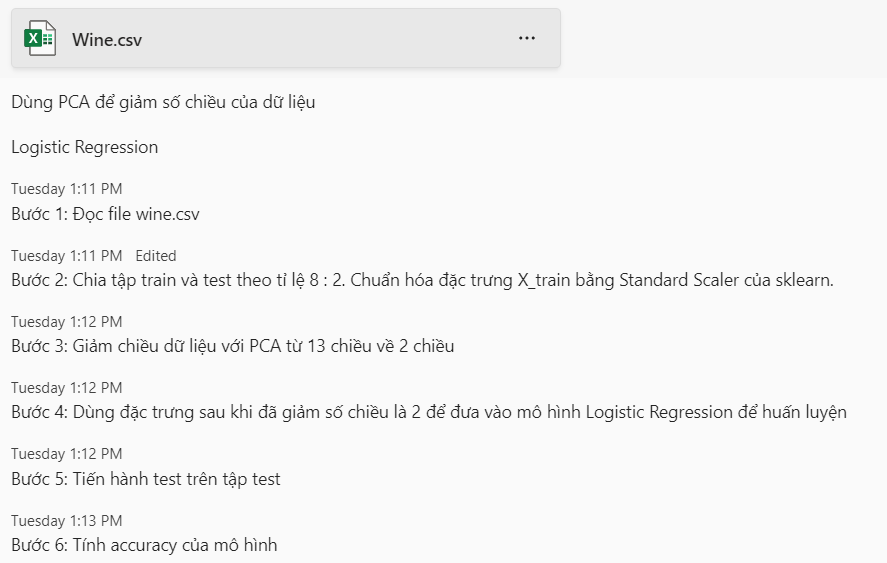 Wine.csv
Dùng PCA để giảm số chiều của dữ liệu
Logistic Regression
Tuesday 1:11 PM
Bước 1: Đọc file wine.csv
Tuesday 1:11 PM Edited
Bước 2: Chia tập train và test theo tỉ lệ 8 : 2. Chuẩn hóa đặc trưng X_train bằng Standard Scaler của sklearn.
Tuesday 1:12 PM
Bước 3: Giảm chiều dữ liệu với PCA từ 13 chiều về 2 chiều
Tuesday 1:12 PM
Bước 4: Dùng đặc trưng sau khi đã giảm số chiều là 2 để đưa vào mô hình Logistic Regression để huấn luyện
Tuesday 1:12 PM
Bước 5: Tiến hành test trên tập test
Tuesday 1:13 PM
Bước 6: Tính accuracy của mô hình